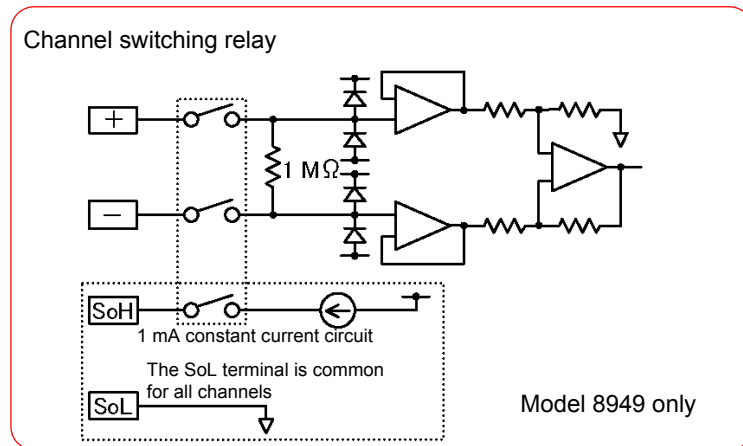 Channel switching relay
+
1 MΩ
−
SoH
1 mA constant current circuit
The SoL terminal is common
for all channels
SoL
Model 8949 only